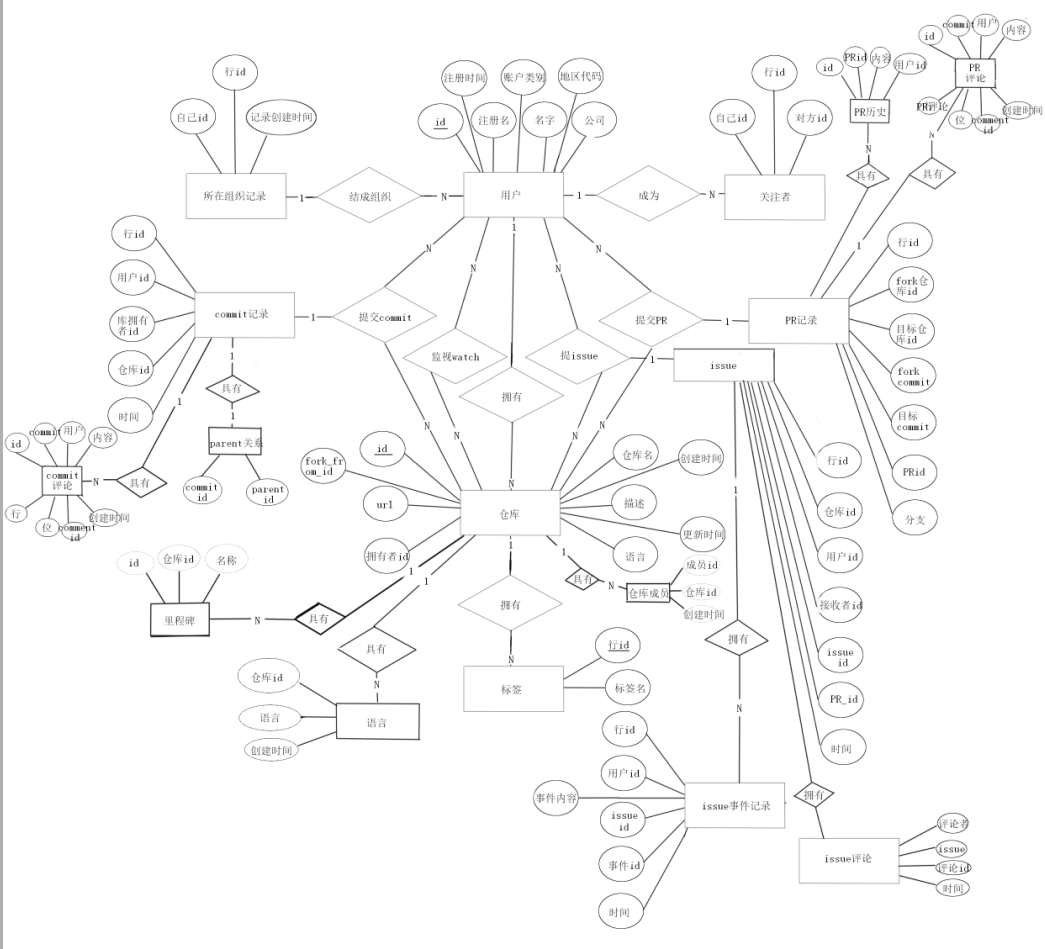 commit
用户
id
内容
PR
评论
PR评论
位
comment
id
创建时间
PRid
内容
id
用户id
PR历史
N
具有
N
具有
1
行id
自己id
记录创建时间
所在组织记录
1
结成组织
N
注册时间
账户类别
地区代码
id
注册名
名字
公司
用户
1
成为
N
行id
自己id
对方id
关注者
N
N
1
N
N
行id
用户id
库拥有
者id
仓库id
时间
commit记录
1
提交commit
监视watch
拥有
提issue
1
提交PR
1
PR记录
行id
fork仓
库id
目标仓
库id
fork
commit
目标
commit
PRid
分支
issue
1
具有
1
parent关系
commit
id
parent
id
1
具有
N
commit
用户
id
内容
commit
评论
行
位
comment
id
创建时间
N
N
N
N
N
id
fork_fr
om_id
url
拥有者id
仓库
仓库名
创建时间
描述
更新时间
语言
1
具有
N
仓库成员
成员id
仓库id
创建时间
1
具有
N
里程碑
id
仓库id
名称
1
具有
N
语言
仓库id
语言
创建时间
1
拥有
N
标签
行id
标签名
行id
仓库id
用户id
接收者id
issue
id
PR_id
时间
1
拥有
N
issue事件记录
行id
用户id
事件内容
issue
id
事件id
时间
拥有
issue评论
评论者
issue
评论id
时间